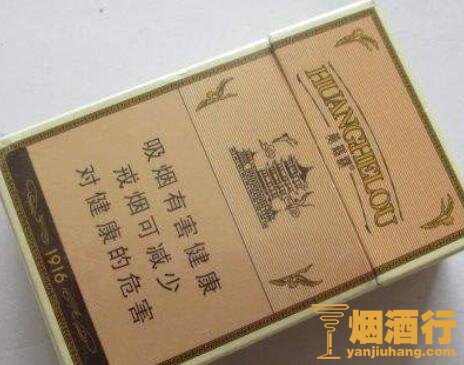 HUANGHELOU
黄鹤楼
吸烟有害健康
戒烟可减少
对健康的危害
1916
烟酒行
yanjiuhang.com